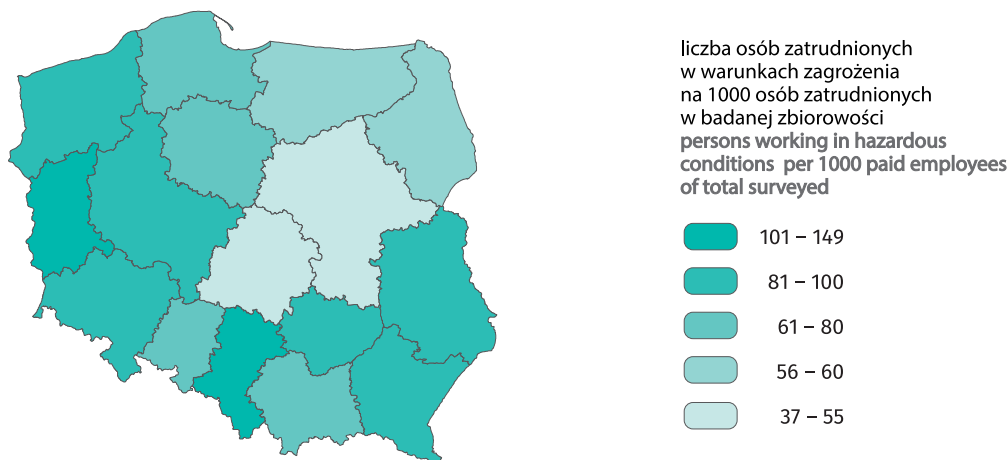 liczba osób zatrudnionych
w warunkach zagrożenia
na 1000 osób zatrudnionych
w badanej zbiorowości
persons working in hazardous
conditions per 1000 paid employees
of total surveyed
101 – 149
81 – 100
61 – 80
56 – 60
37 – 55